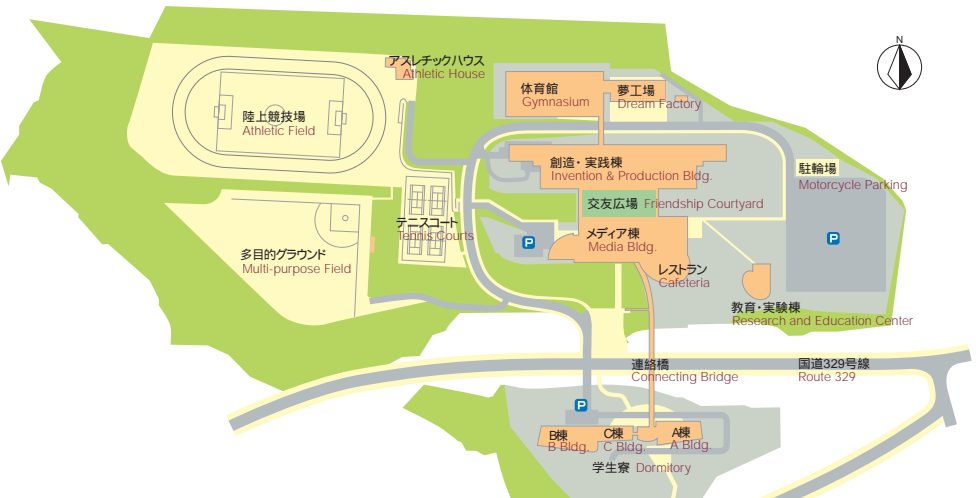 N
アスレチックハウス
Athletic House
体育館
Gymnasium
夢工場
Dream Factory
陸上競技場
Athletic Field
創造・実践棟
Invention & Production Bldg.
駐輪場
Motorcycle Parking
交友広場 Friendship Courtyard
テニスコート
Tennis Courts
メディア棟
Media Bldg.
P
P
多目的グラウンド
Multi-purpose Field
レストラン
Cafeteria
教育・実験棟
Research and Education Center
連絡橋
Connecting Bridge
国道329号線
Route 329
P
B棟
B Bldg.
C棟
C Bldg.
A棟
A Bldg.
学生寮 Dormitory